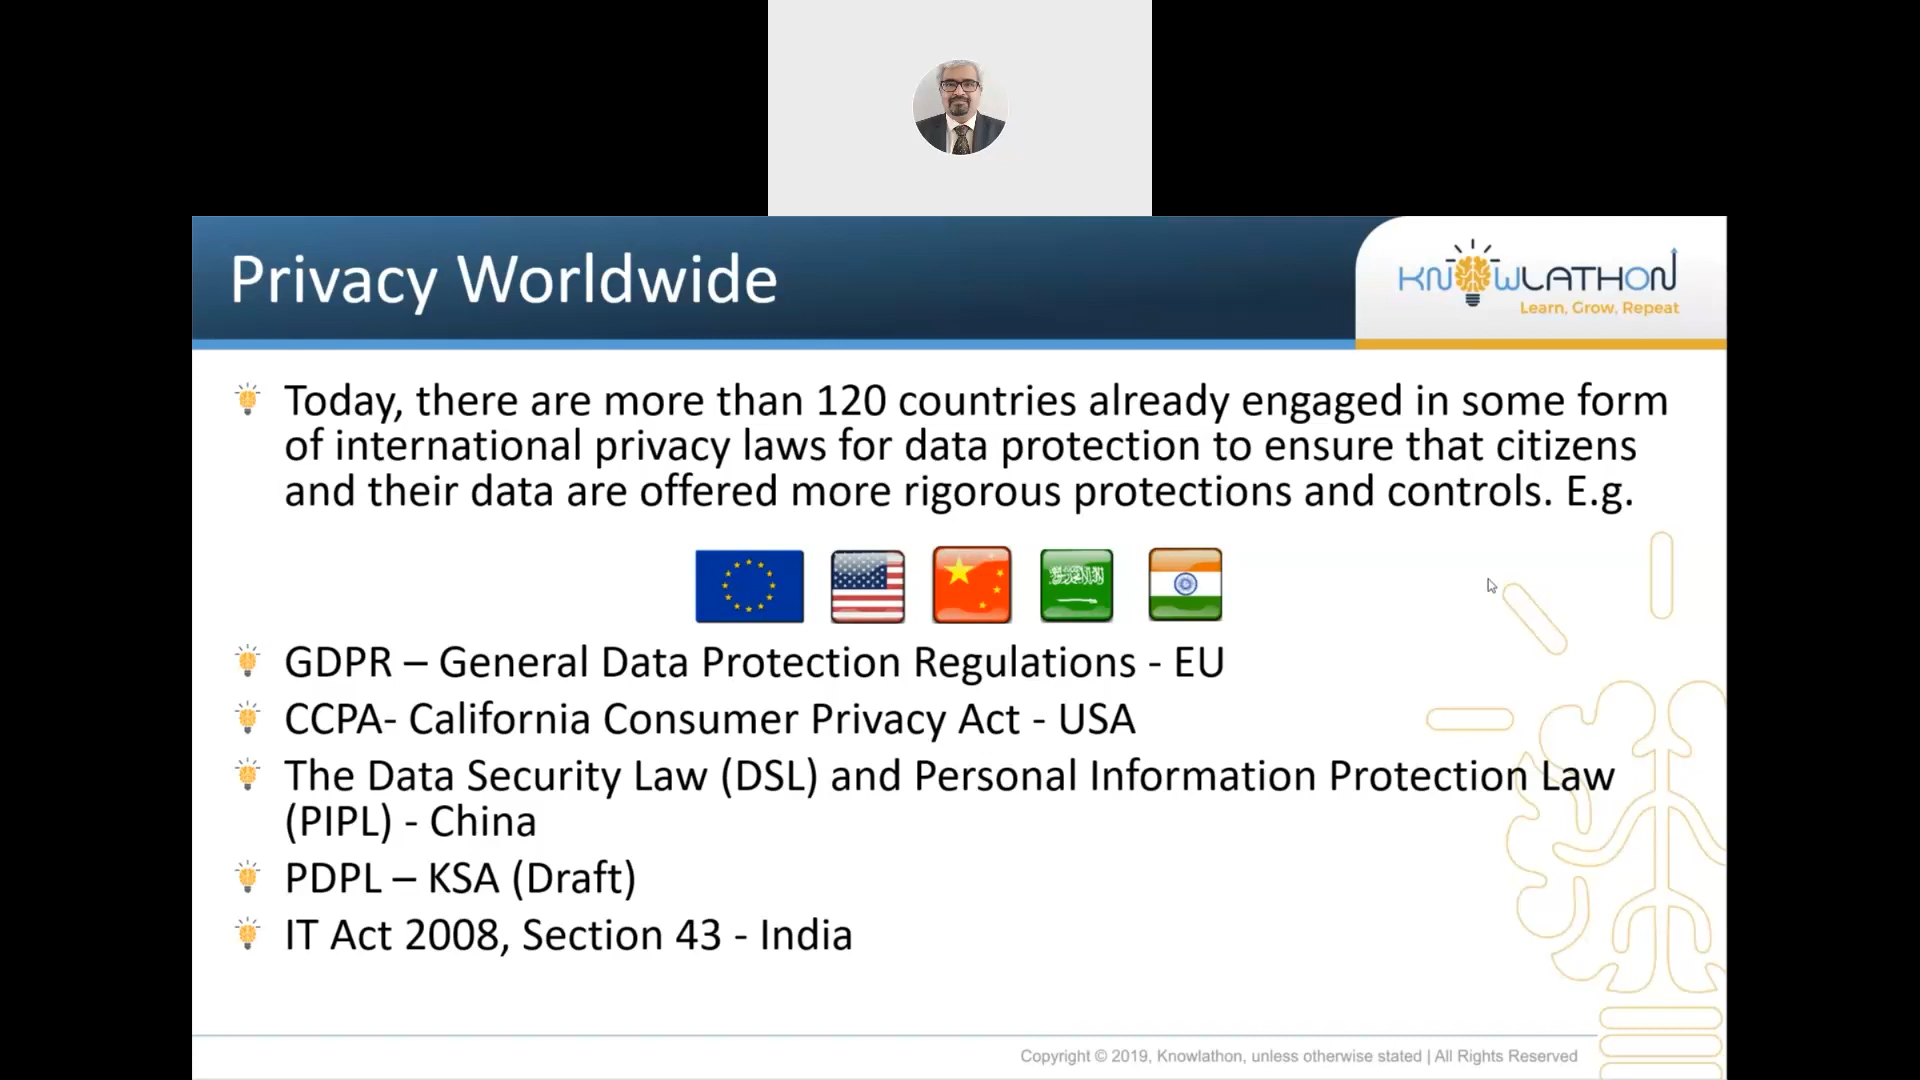 Privacy Worldwide
KNOWLATHON
Learn, Grow, Repeat
Today, there are more than 120 countries already engaged in some form
of international privacy laws for data protection to ensure that citizens
and their data are offered more rigorous protections and controls. E.g.
GDPR – General Data Protection Regulations - EU
CCPA- California Consumer Privacy Act - USA
The Data Security Law (DSL) and Personal Information Protection Law
(PIPL) - China
PDPL – KSA (Draft)
IT Act 2008, Section 43 - India
Copyright © 2019, Knowlathon, unless otherwise stated | All Rights Reserved